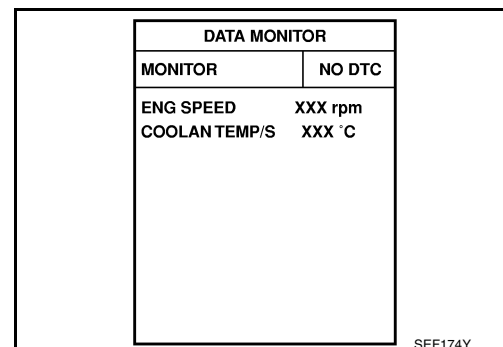 DATA MONITOR
MONITOR NO DTC
ENG SPEED XXX rpm
COOLAN TEMP/S XXX °C
SEF174Y